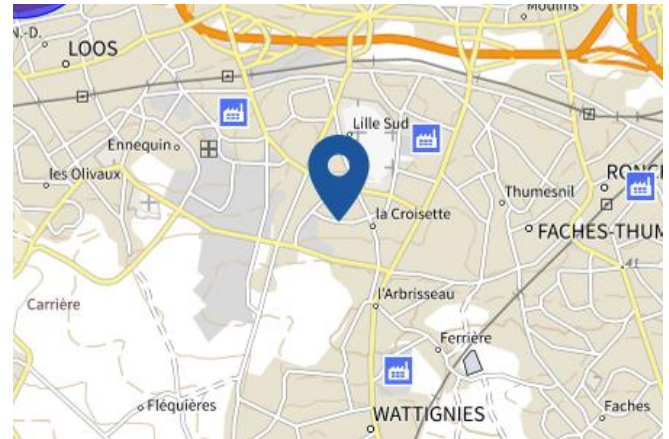 Moulins
N.-D.
LOOS
Lille Sud
Ennequin
les Olivaux
RONC
Thumesnil
la Croisette
FACHES-THUM
41
l'Arbrisseau
Carrière
Ferrière
Fléquières
Faches
WATTIGNIES